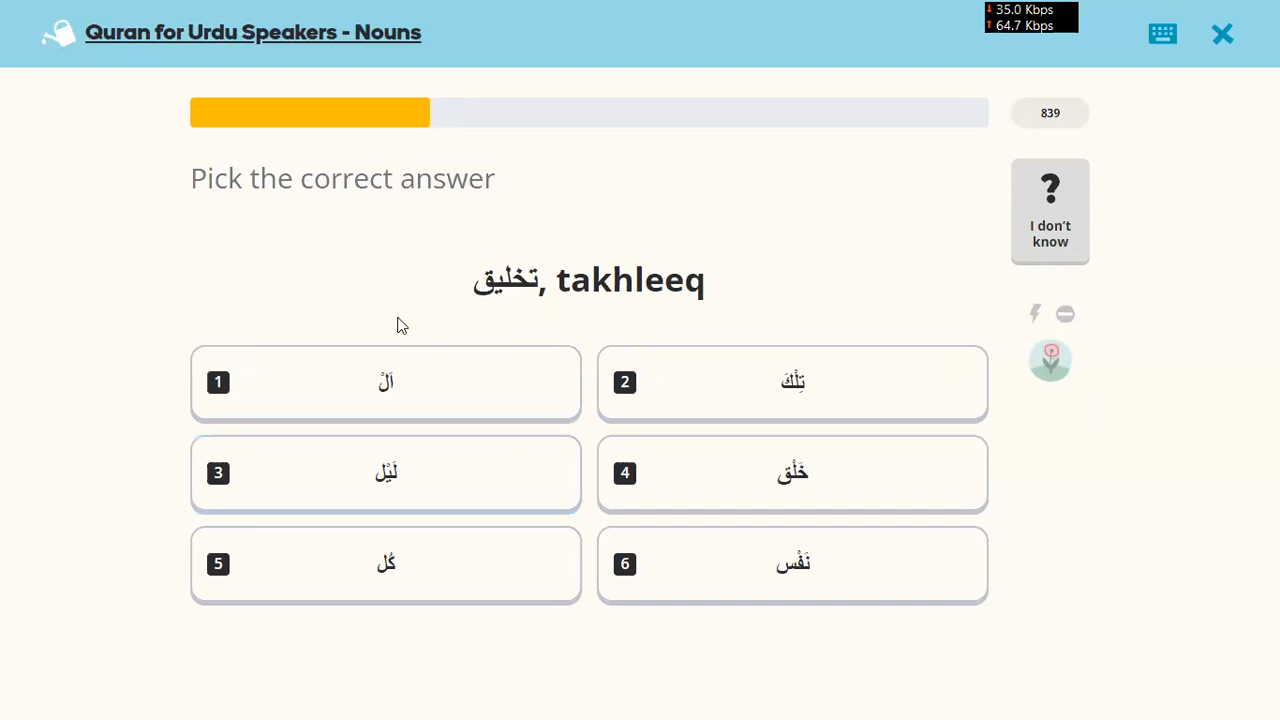 Quran for Urdu Speakers - Nouns
35.0 Kbps
64.7 Kbps
839
Pick the correct answer
?
I don't
know
تخلیق, takhleeq
1 اَلْ
2 تِلْكَ
3 لَيْل
4 خَلْق
5 كُل
6 نَفْس